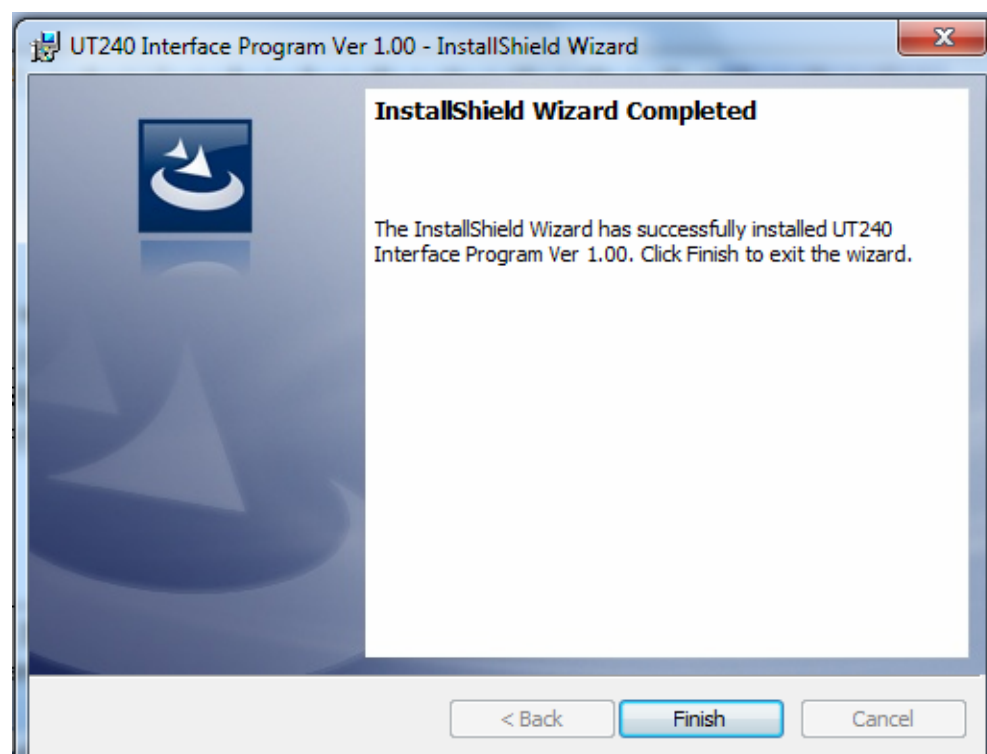 UT240 Interface Program Ver 1.00 - InstallShield Wizard
InstallShield Wizard Completed
The InstallShield Wizard has successfully installed UT240
Interface Program Ver 1.00. Click Finish to exit the wizard.
< Back Finish Cancel